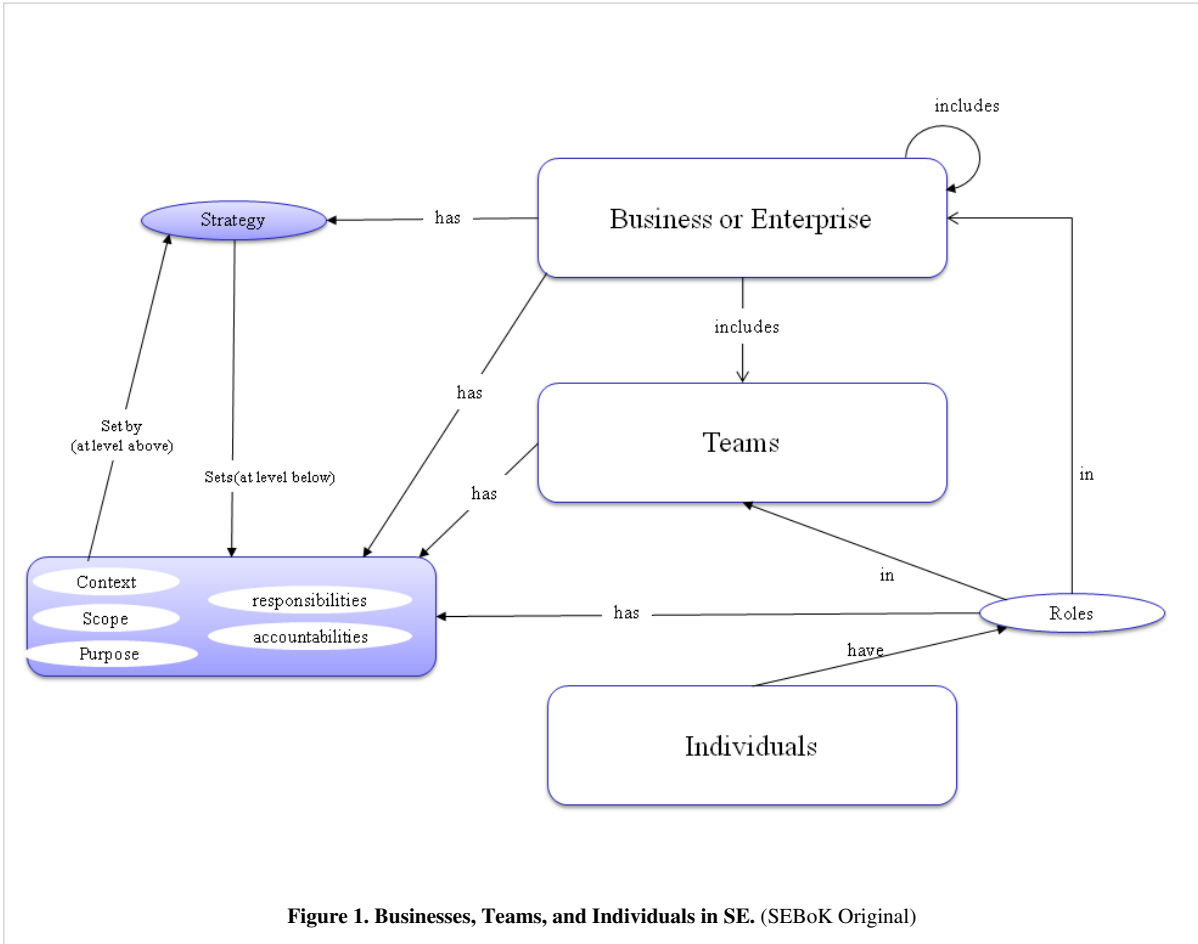 includes
Business or Enterprise
Strategy
has
includes
has
Set by
(at level above)
Teams
in
Sets(at level below)
has
Context
in
responsibilities
Scope
has
Roles
accountabilities
Purpose
have
Individuals
Figure 1. Businesses, Teams, and Individuals in SE. (SEBoK Original)